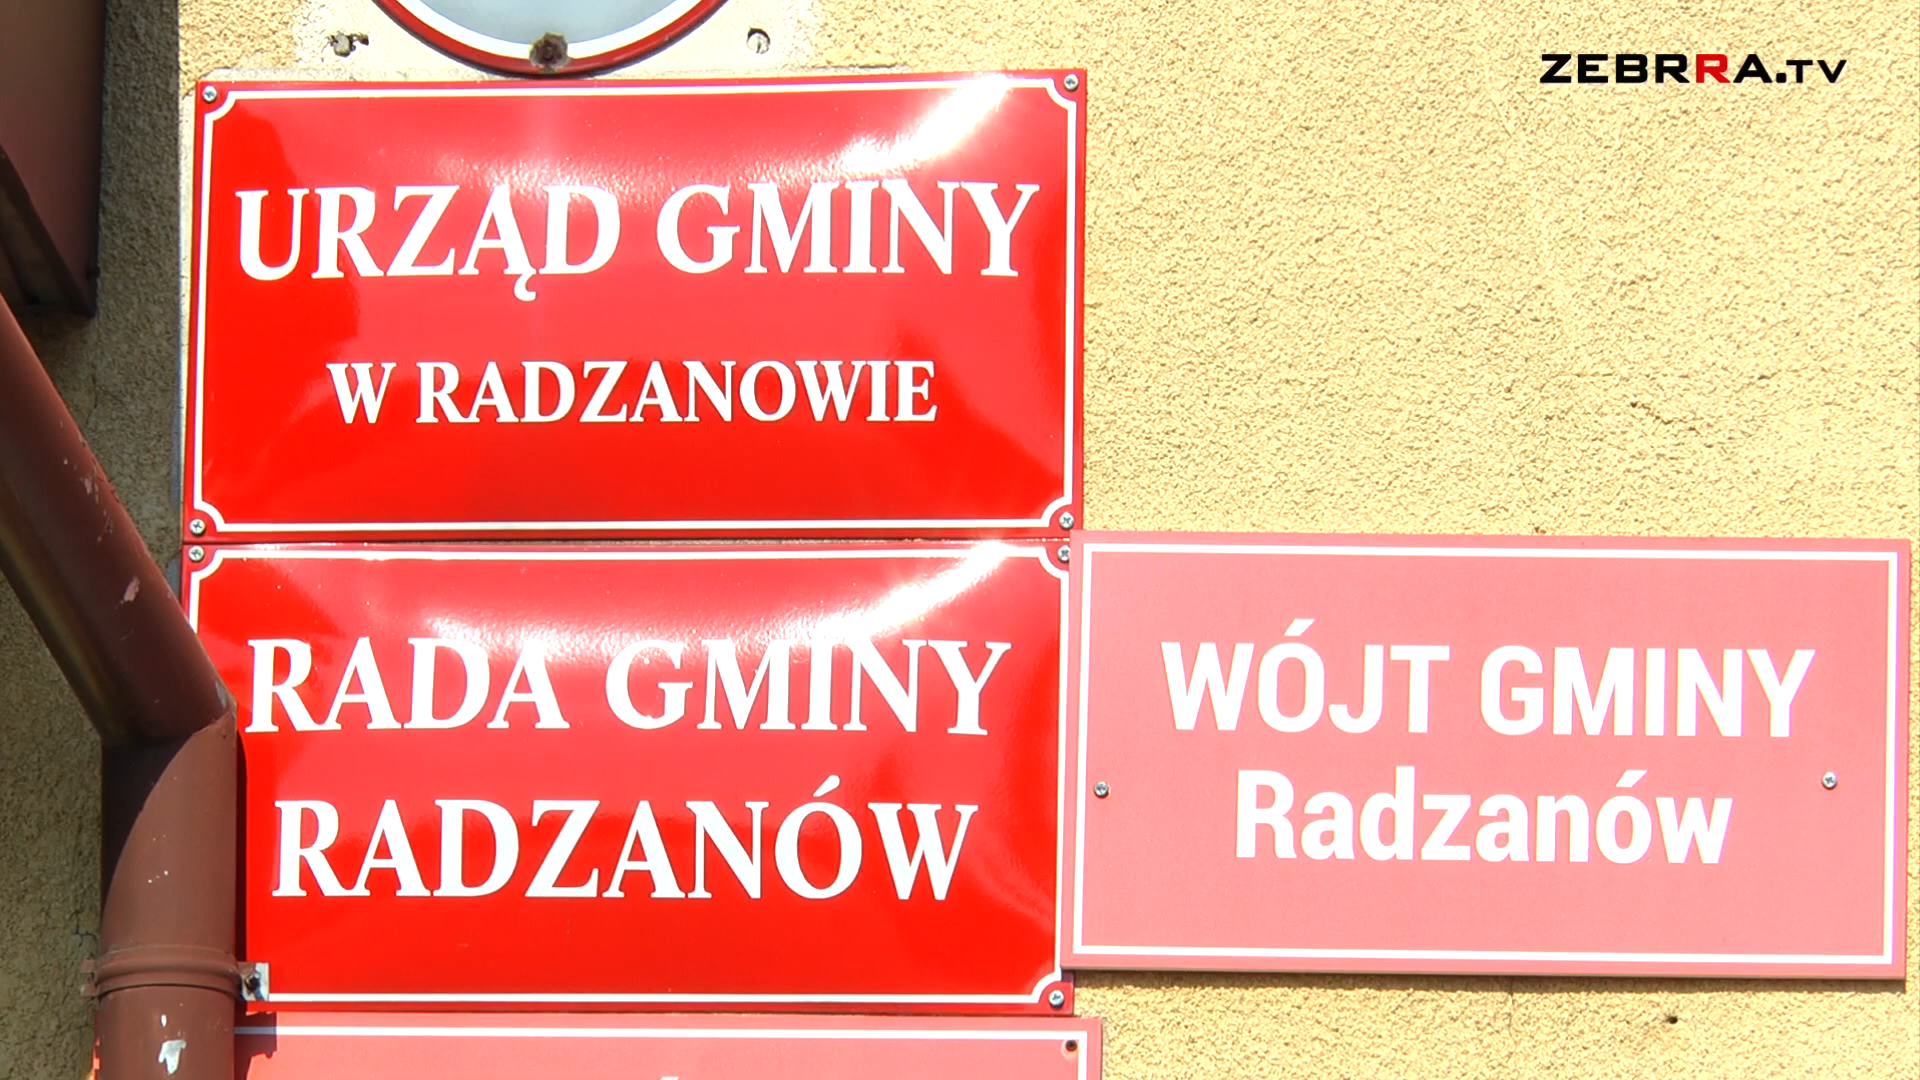 ZEBRRA.TV
URZĄD GMINY
W RADZANOWIE
RADA GMINY
RADZANÓW
WÓJT GMINY
Radzanów